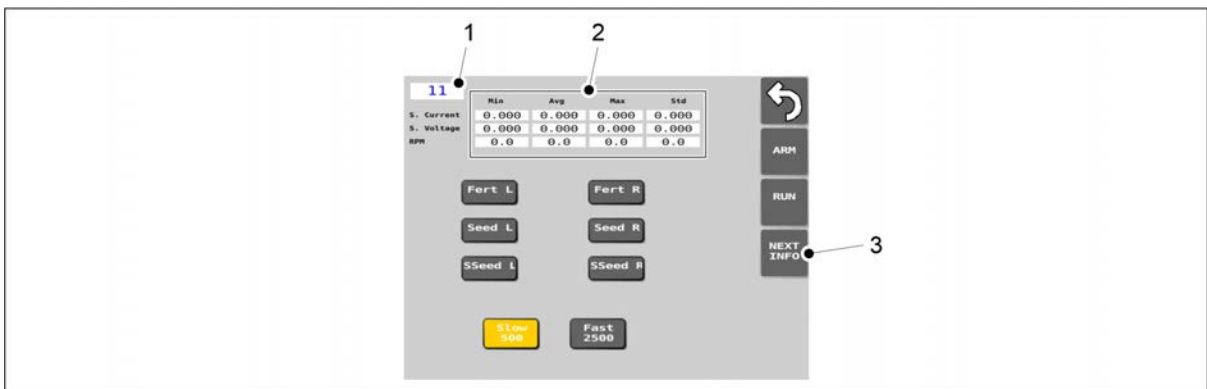 1
2
11
Min Avg Max Std
S. Current 0.000 0.000 0.000 0.000
S. Voltage 0.000 0.000 0.000 0.000
RPM 0.0 0.0 0.0 0.0
ARM
Fert L Fert R
RUN
Seed L Seed R
NEXT
INFO
3
SSeed L SSeed R
Slow
500
Fast
2500